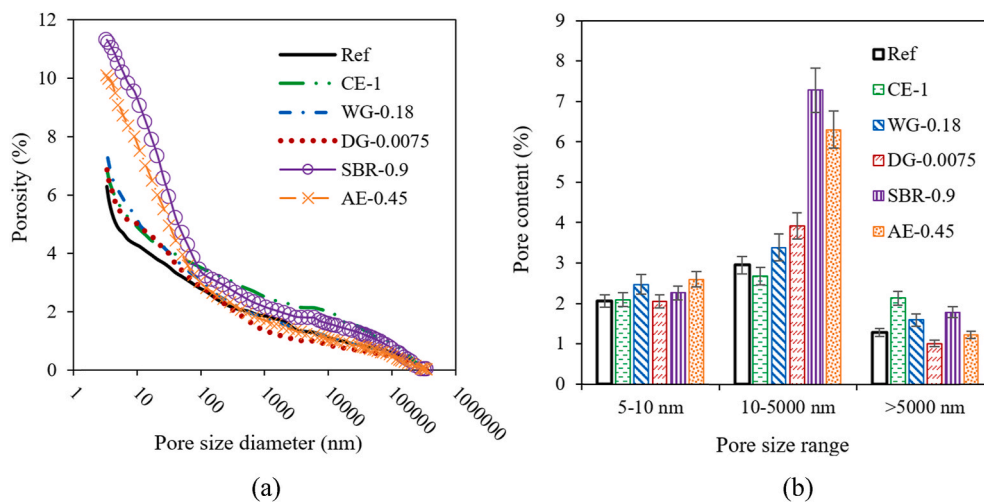 12
10
8
6
4
2
0
Porosity (%)
Ref
CE-1
WG-0.18
DG-0.0075
SBR-0.9
AE-0.45
1
10
100
1000
10000
100000
1000000
Pore size diameter (nm)
(a)
9
8
7
6
5
4
3
2
1
0
Pore content (%)
Ref
CE-1
WG-0.18
DG-0.0075
SBR-0.9
AE-0.45
5-10 nm
10-5000 nm
>5000 nm
Pore size range
(b)